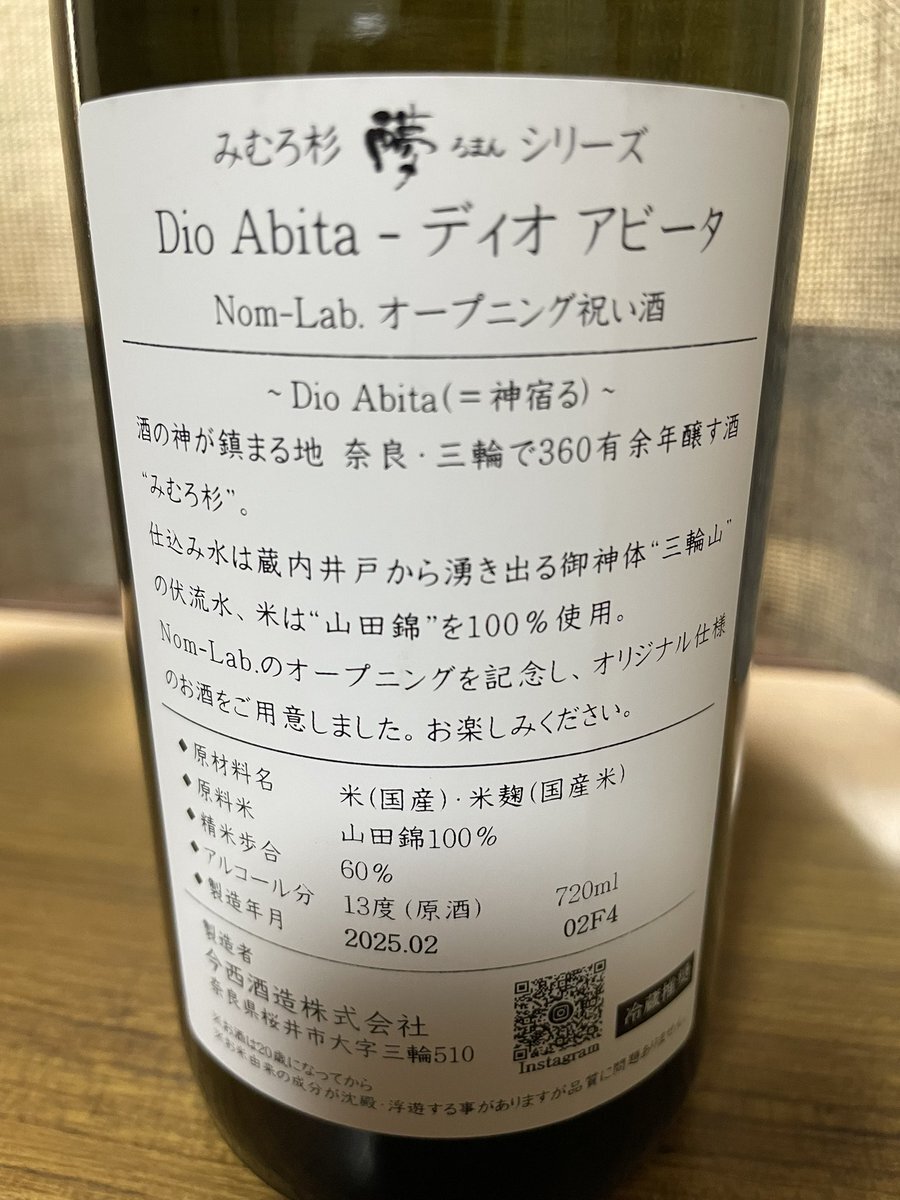 みむろ杉 夢 ろまん シリーズ
Dio Abita - ディオ アビータ
Nom-Lab. オープニング祝い酒
~ Dio Abita(=神宿る) ~
酒の神が鎮まる地 奈良・三輪で360有余年醸す酒
“みむろ杉”。
仕込み水は蔵内井戸から湧き出る御神体“三輪山”
の伏流水、米は“山田錦”を100%使用。
Nom-Lab.のオープニングを記念し、オリジナル仕様
のお酒をご用意しました。お楽しみください。
◆原材料名 米(国産)・米麹(国産米)
◆原料米 山田錦100%
◆精米歩合 60%
◆アルコール分 13度(原酒) 720ml
◆製造年月 2025.02 02F4
製造者
今西酒造株式会社
奈良県桜井市大字三輪510
Instagram
冷蔵推奨
※お酒は20歳になってから
※お米由来の成分が沈殿・浮遊する事がありますが品質に問題ありません